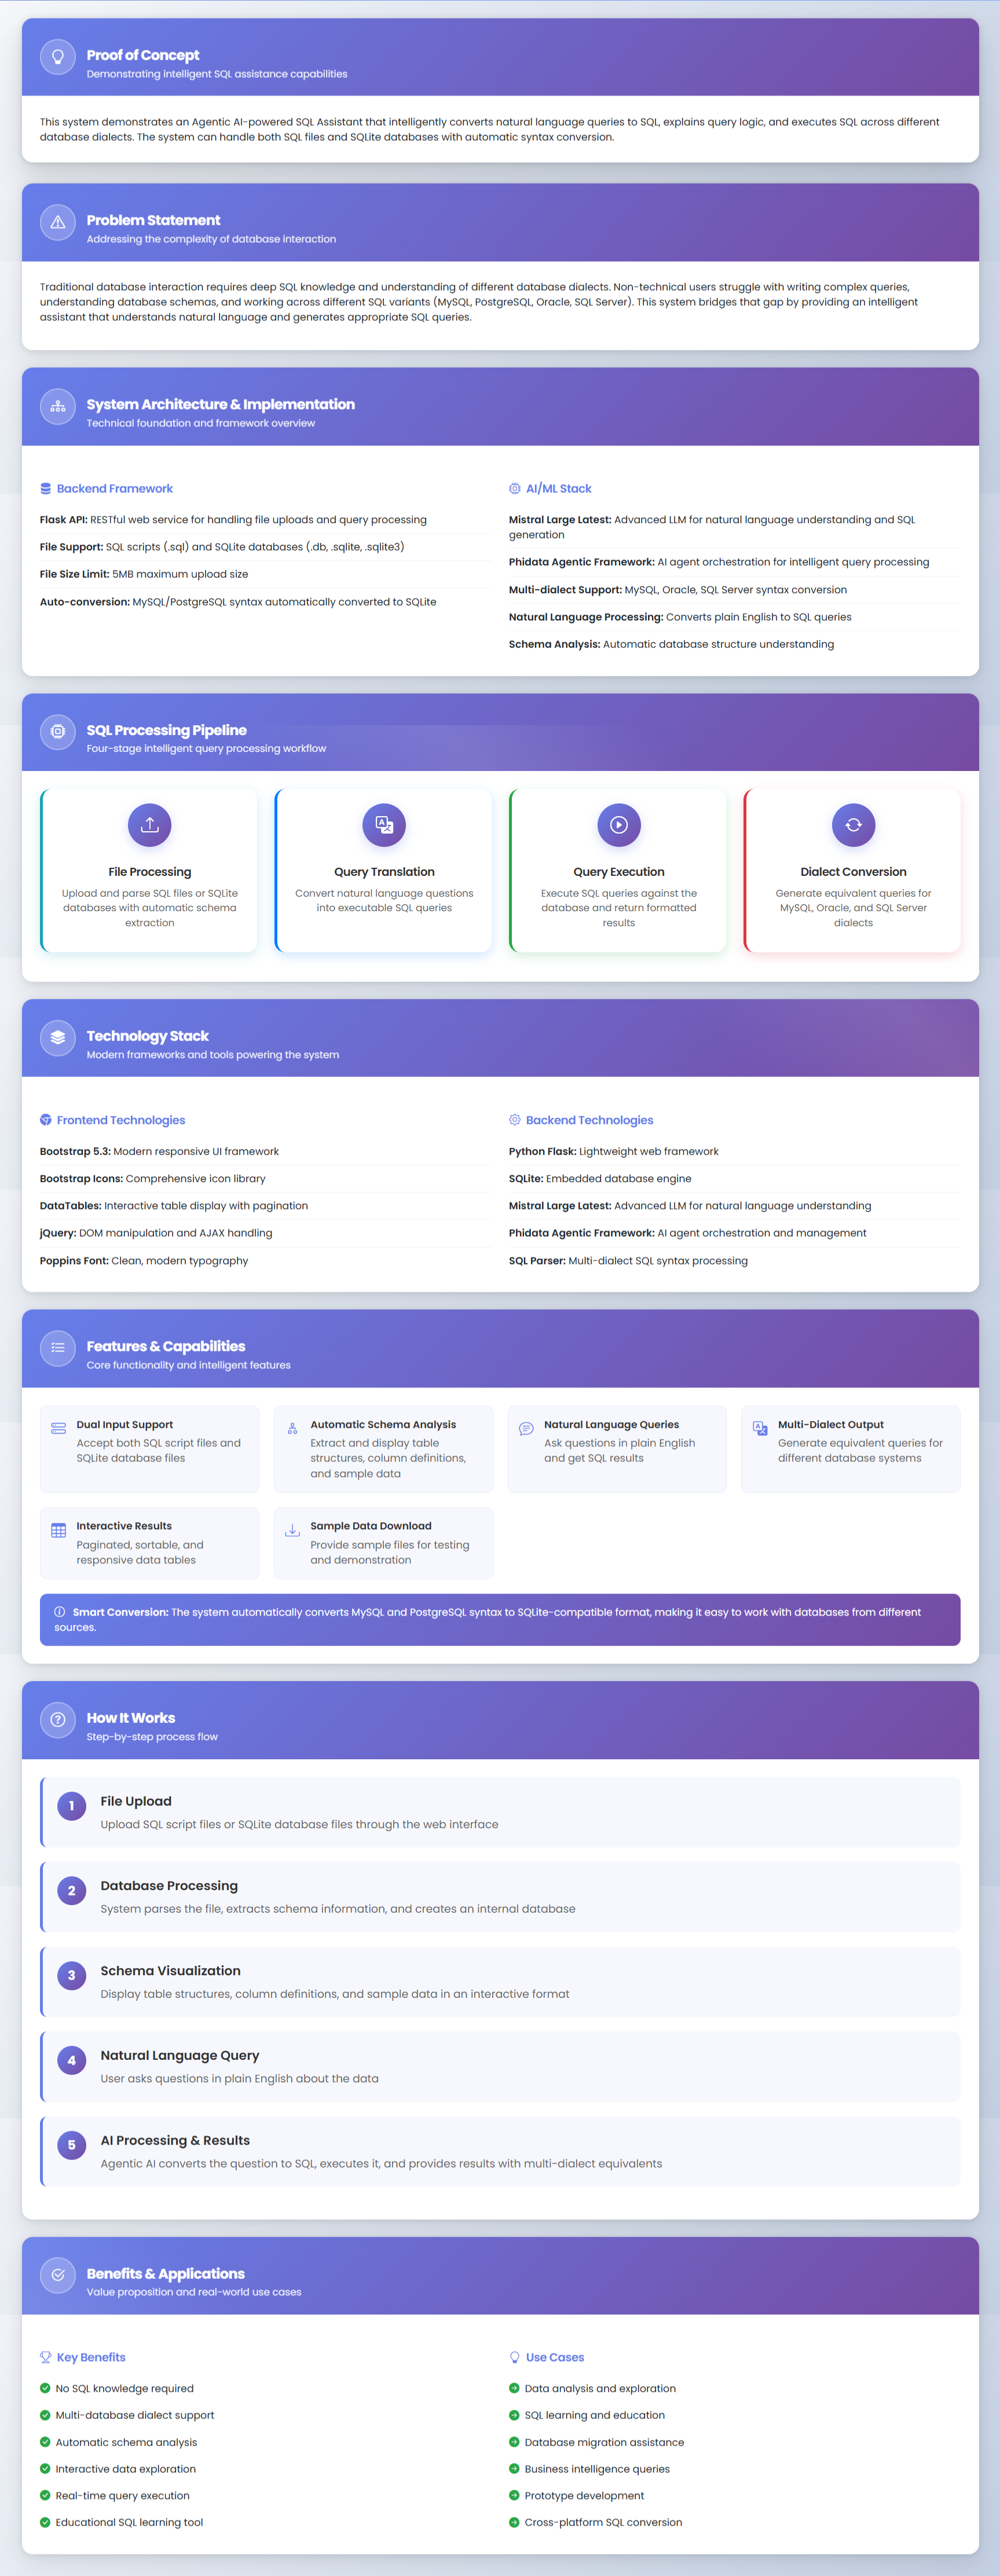 Proof of Concept
Demonstrating intelligent SQL assistance capabilities
This system demonstrates an Agentic AI-powered SQL Assistant that intelligently converts natural language queries to SQL, explains query logic, and executes SQL across different
database dialects. The system can handle both SQL files and SQLite databases with automatic syntax conversion.
Problem Statement
Addressing the complexity of database interaction
Traditional database interaction requires deep SQL knowledge and understanding of different database dialects. Non-technical users struggle with writing complex queries,
understanding database schemas, and working across different SQL variants (MySQL, PostgreSQL, Oracle, SQL Server). This system bridges that gap by providing an intelligent
assistant that understands natural language and generates appropriate SQL queries.
System Architecture & Implementation
Technical foundation and framework overview
Backend Framework
Flask API: RESTful web service for handling file uploads and query processing
File Support: SQL scripts (.sql) and SQLite databases (.db, .sqlite, .sqlite3)
File Size Limit: 5MB maximum upload size
Auto-conversion: MySQL/PostgreSQL syntax automatically converted to SQLite
AI/ML Stack
Mistral Large Latest: Advanced LLM for natural language understanding and SQL
generation
Phidata Agentic Framework: AI agent orchestration for intelligent query processing
Multi-dialect Support: MySQL, Oracle, SQL Server syntax conversion
Natural Language Processing: Converts plain English to SQL queries
Schema Analysis: Automatic database structure understanding
SQL Processing Pipeline
Four-stage intelligent query processing workflow
File Processing
Upload and parse SQL files or SQLite
databases with automatic schema
extraction
Query Translation
Convert natural language questions
into executable SQL queries
Query Execution
Execute SQL queries against the
database and return formatted
results
Dialect Conversion
Generate equivalent queries for
MySQL, Oracle, and SQL Server
dialects
Technology Stack
Modern frameworks and tools powering the system
Frontend Technologies
Bootstrap 5.3: Modern responsive UI framework
Bootstrap Icons: Comprehensive icon library
DataTables: Interactive table display with pagination
jQuery: DOM manipulation and AJAX handling
Poppins Font: Clean, modern typography
Backend Technologies
Python Flask: Lightweight web framework
SQLite: Embedded database engine
Mistral Large Latest: Advanced LLM for natural language understanding
Phidata Agentic Framework: AI agent orchestration and management
SQL Parser: Multi-dialect SQL syntax processing
Features & Capabilities
Core functionality and intelligent features
Dual Input Support
Accept both SQL script files and
SQLite database files
Automatic Schema Analysis
Extract and display table
structures, column definitions,
and sample data
Natural Language Queries
Ask questions in plain English
and get SQL results
Multi-Dialect Output
Generate equivalent queries for
different database systems
Interactive Results
Paginated, sortable, and
responsive data tables
Sample Data Download
Provide sample files for testing
and demonstration
Smart Conversion: The system automatically converts MySQL and PostgreSQL syntax to SQLite-compatible format, making it easy to work with databases from different
sources.
How It Works
Step-by-step process flow
1
File Upload
Upload SQL script files or SQLite database files through the web interface
2
Database Processing
System parses the file, extracts schema information, and creates an internal database
3
Schema Visualization
Display table structures, column definitions, and sample data in an interactive format
4
Natural Language Query
User asks questions in plain English about the data
5
AI Processing & Results
Agentic AI converts the question to SQL, executes it, and provides results with multi-dialect equivalents
Benefits & Applications
Value proposition and real-world use cases
Key Benefits
No SQL knowledge required
Multi-database dialect support
Automatic schema analysis
Interactive data exploration
Real-time query execution
Educational SQL learning tool
Use Cases
Data analysis and exploration
SQL learning and education
Database migration assistance
Business intelligence queries
Prototype development
Cross-platform SQL conversion